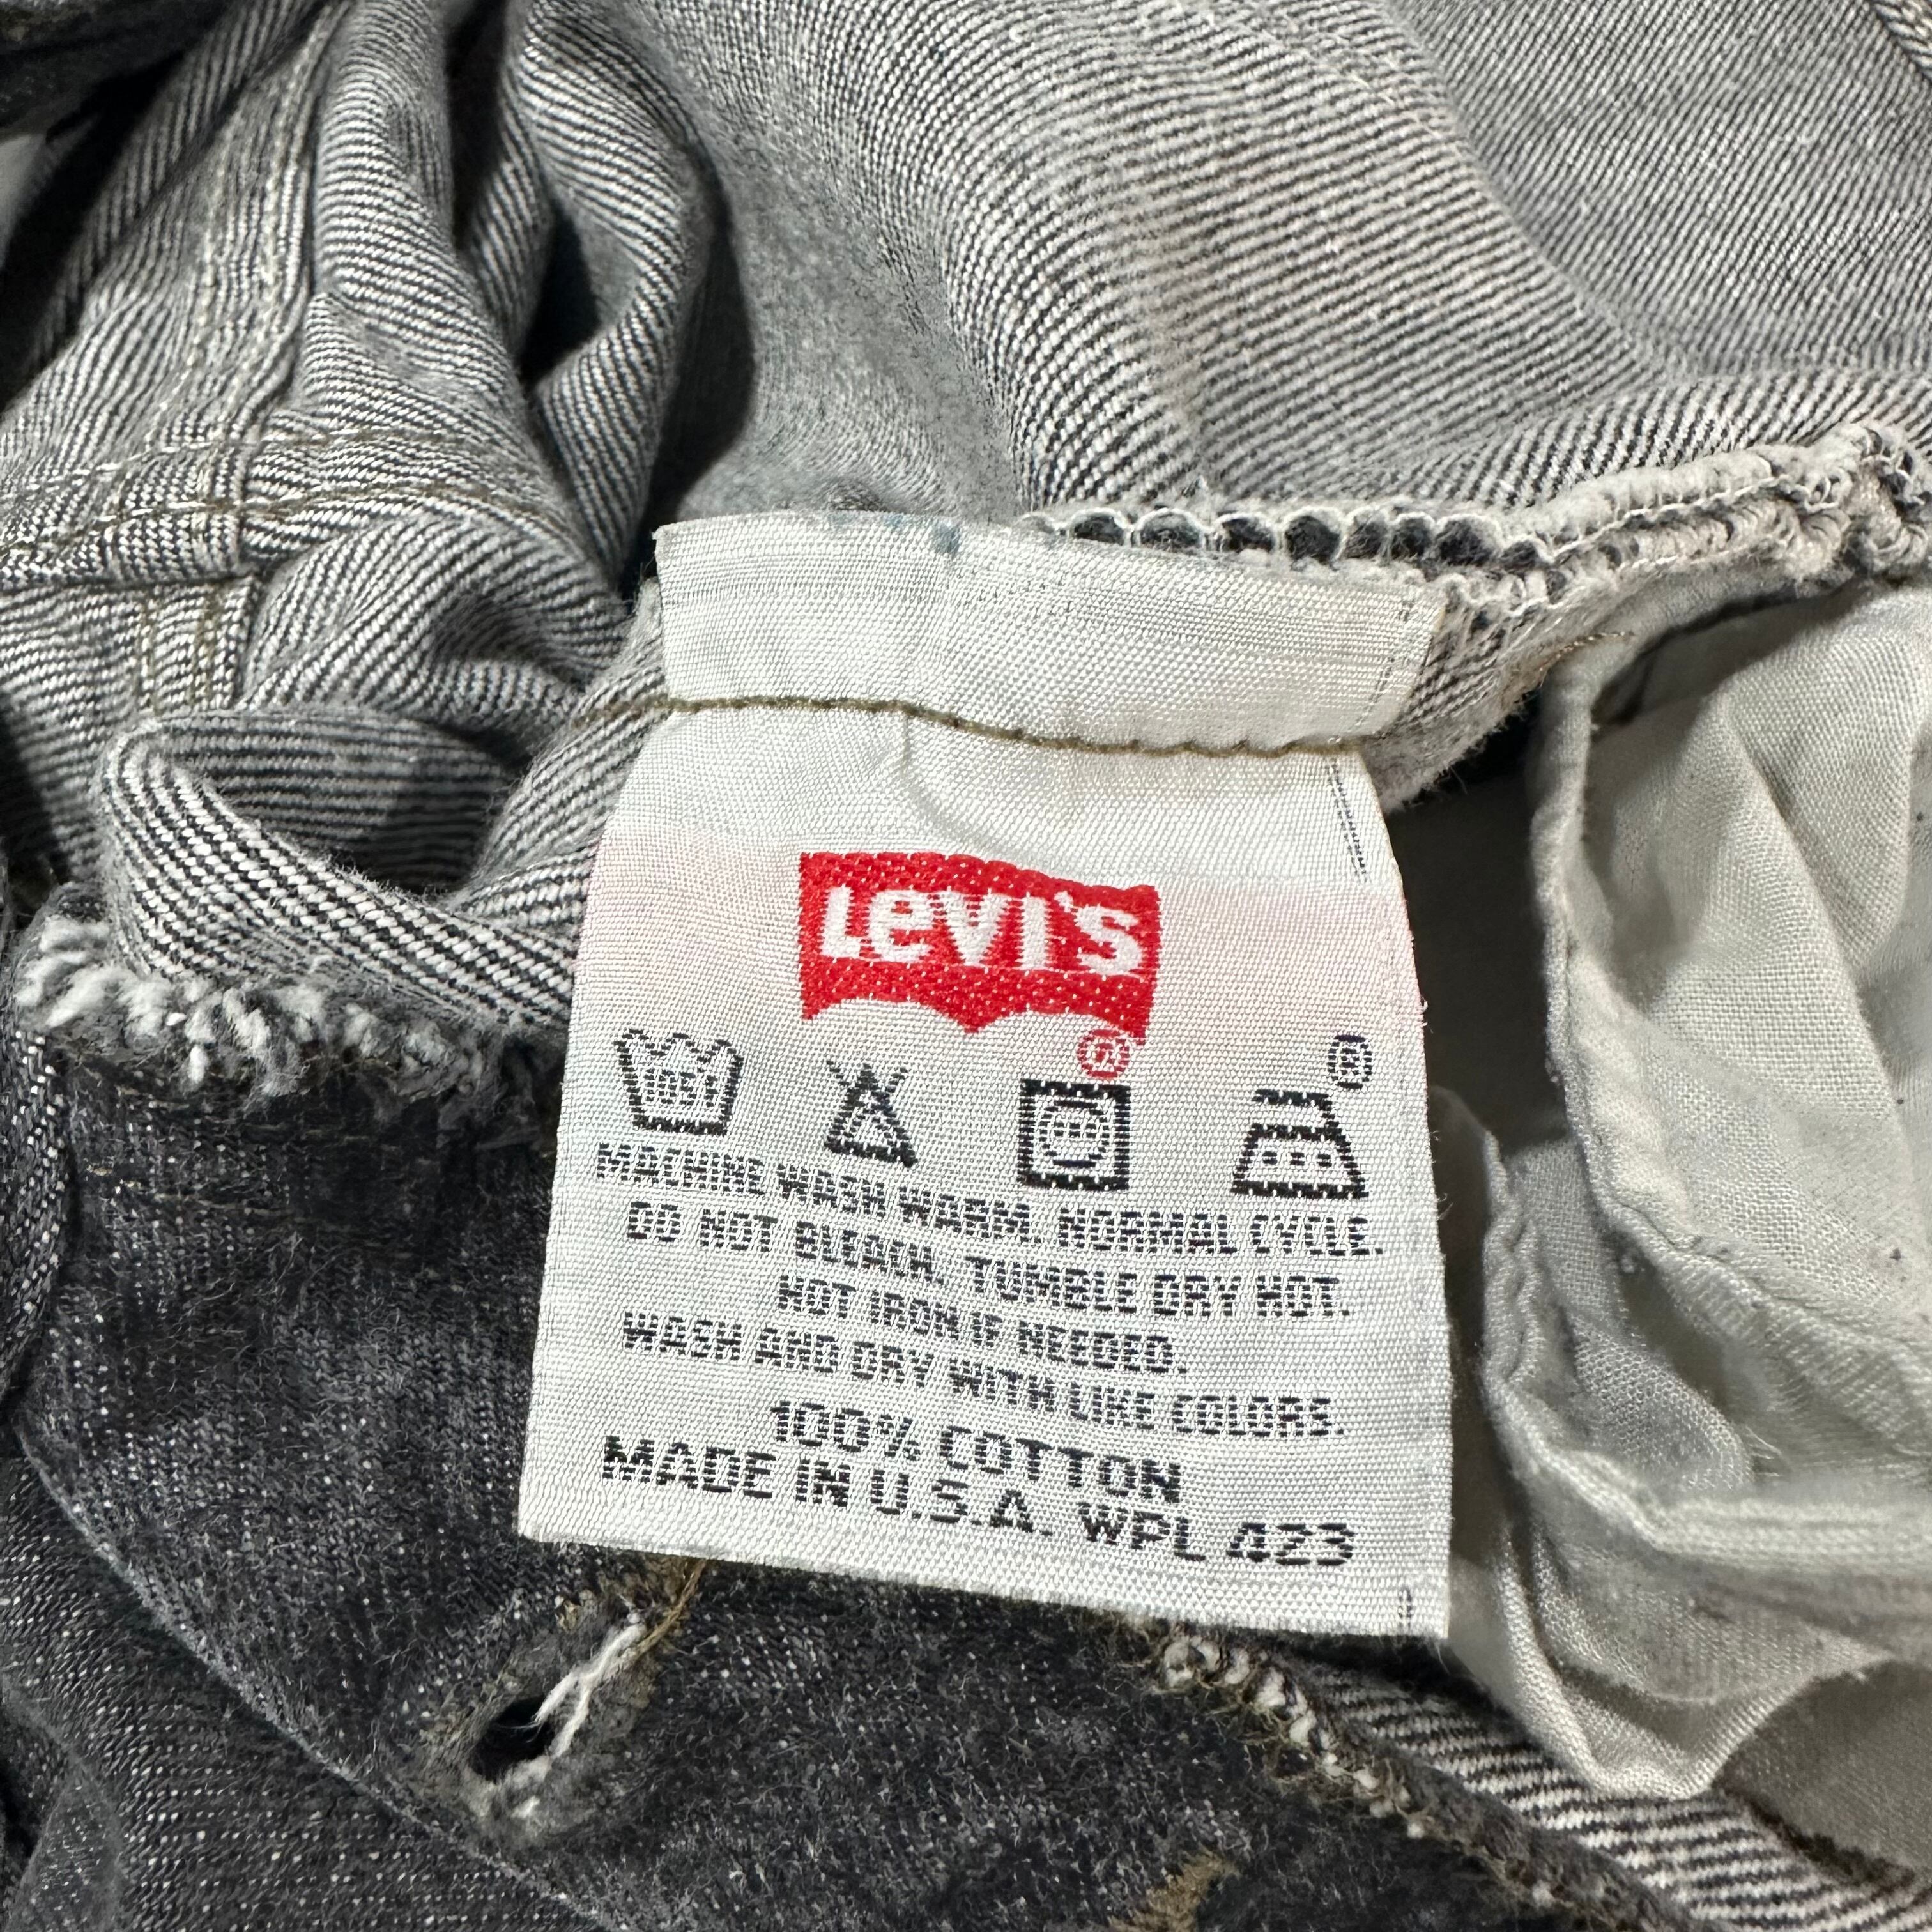 LEVI'S
®
®
105F
MACHINE WASH WARM. NORMAL CYCLE.
DO NOT BLEACH. TUMBLE DRY HOT.
HOT IRON IF NEEDED.
WASH AND DRY WITH LIKE COLORS.
100% COTTON
MADE IN U.S.A. WPL 423